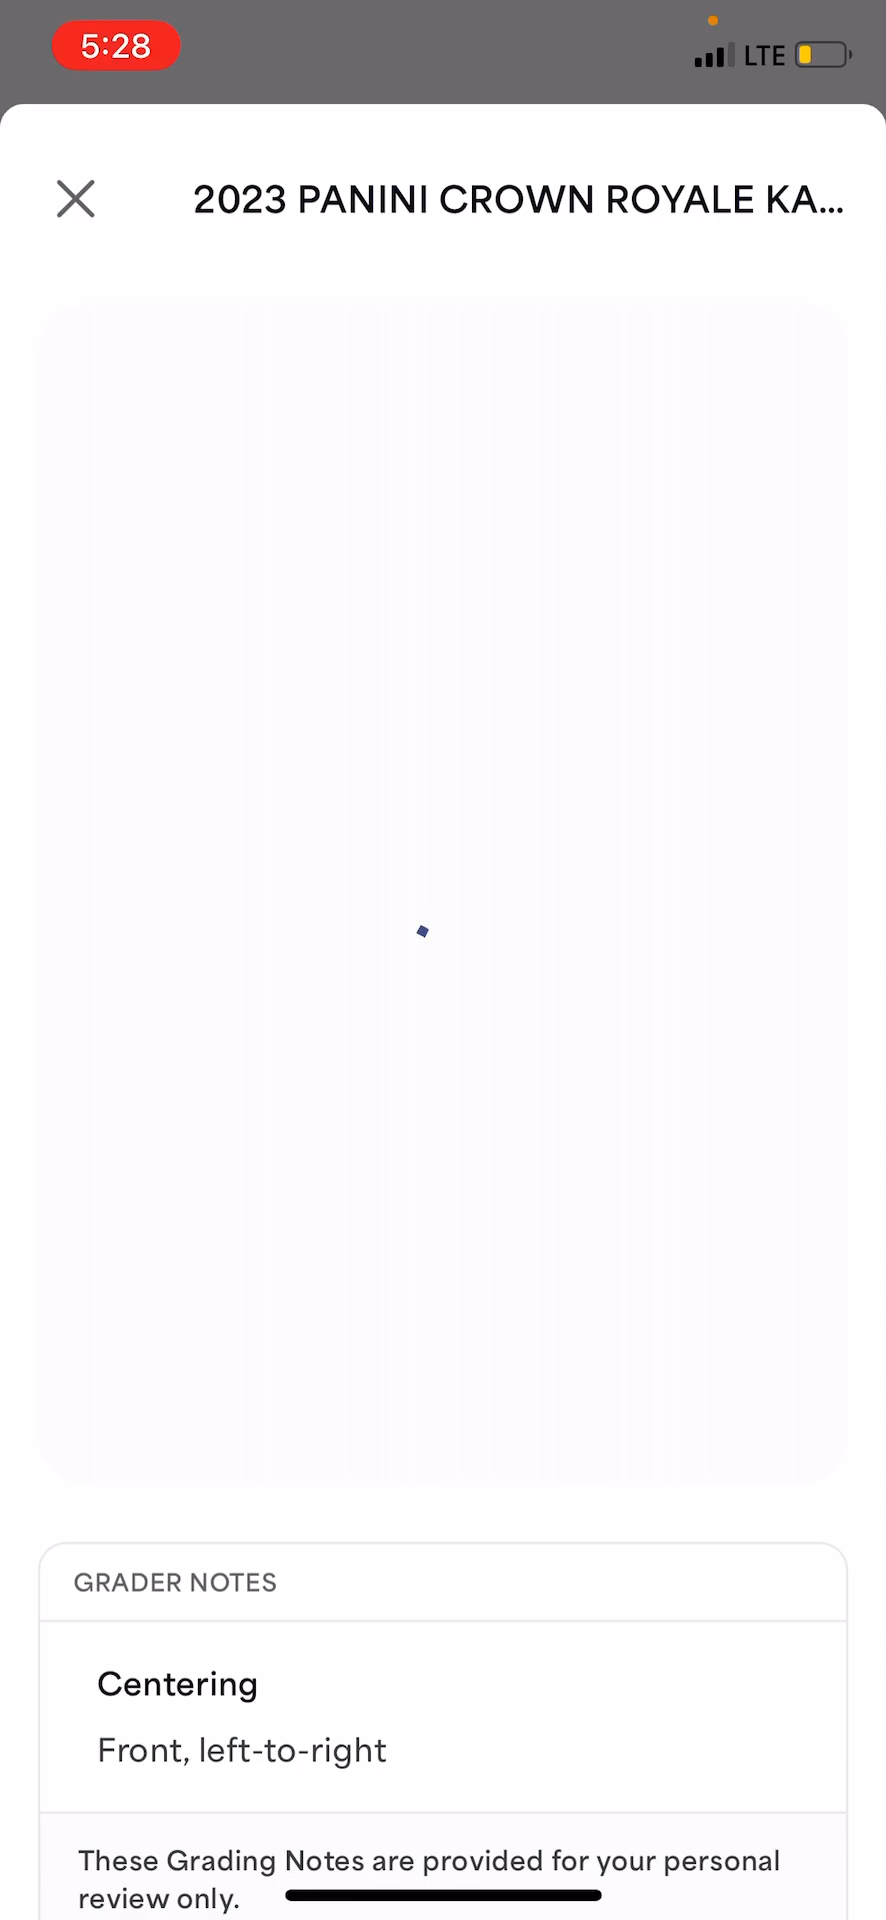 5:28
LTE
2023 PANINI CROWN ROYALE KA...
GRADER NOTES
Centering
Front, left-to-right
These Grading Notes are provided for your personal
review only.